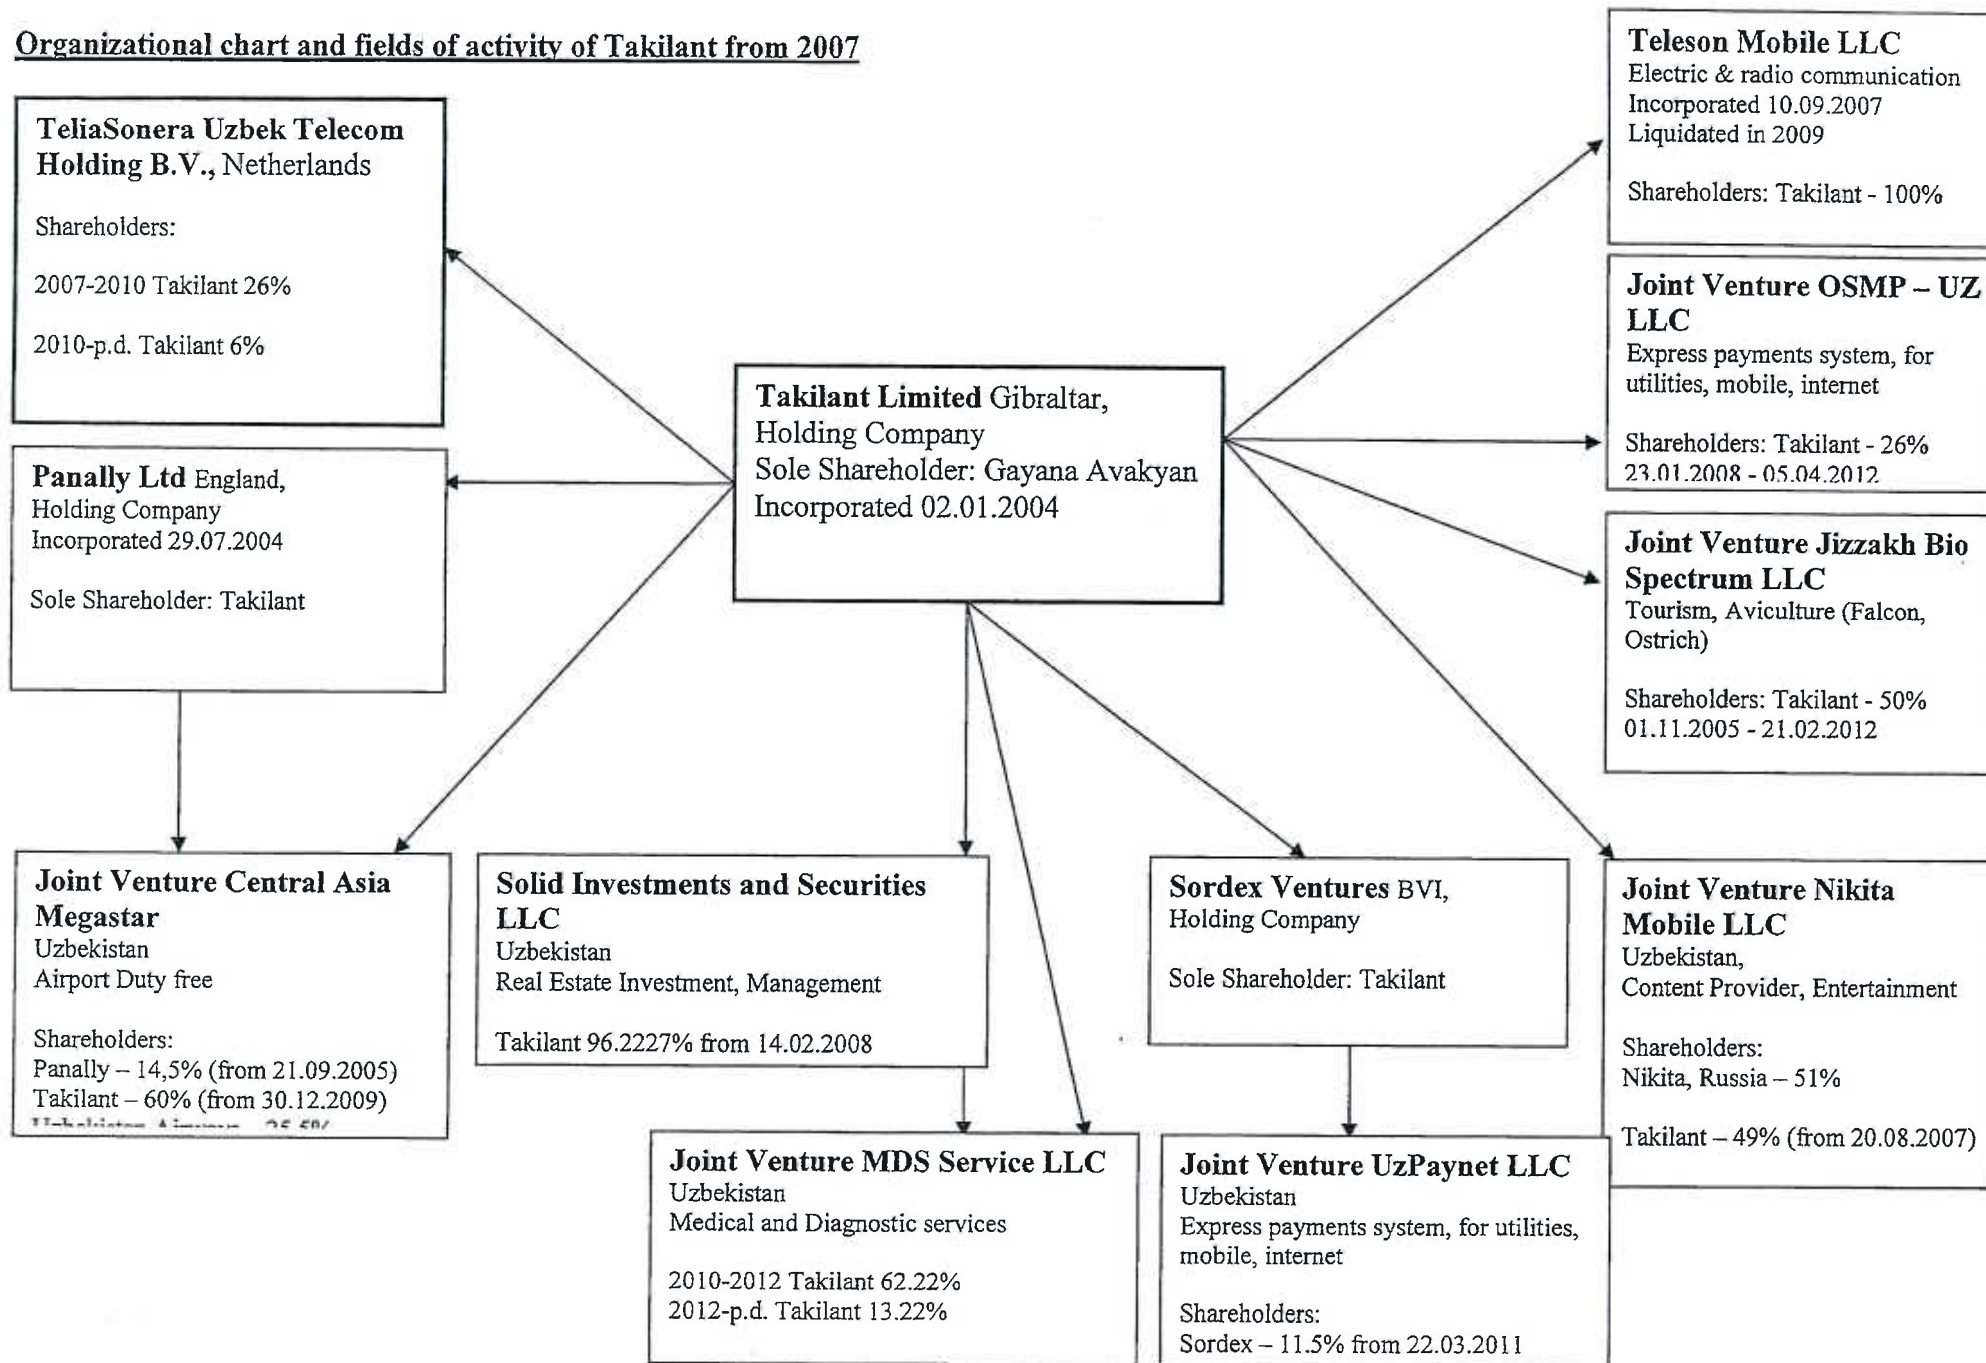 Organizational chart and fields of activity of Takilant from 2007
TeliaSonera Uzbek Telecom
Holding B.V., Netherlands
Shareholders:
2007-2010 Takilant 26%
2010-p.d. Takilant 6%
Panally Ltd England,
Holding Company
Incorporated 29.07.2004
Sole Shareholder: Takilant
Takilant Limited Gibraltar,
Holding Company
Sole Shareholder: Gayana Avakyan
Incorporated 02.01.2004
Teleson Mobile LLC
Electric & radio communication
Incorporated 10.09.2007
Liquidated in 2009
Shareholders: Takilant - 100%
Joint Venture OSMP – UZ
LLC
Express payments system, for
utilities, mobile, internet
Shareholders: Takilant - 26%
23.01.2008 - 05.04.2012
Joint Venture Jizzakh Bio
Spectrum LLC
Tourism, Aviculture (Falcon,
Ostrich)
Shareholders: Takilant - 50%
01.11.2005 - 21.02.2012
Joint Venture Central Asia
Megastar
Uzbekistan
Airport Duty free
Shareholders:
Panally – 14,5% (from 21.09.2005)
Takilant – 60% (from 30.12.2009)
Solid Investments and Securities
LLC
Uzbekistan
Real Estate Investment, Management
Takilant 96.2227% from 14.02.2008
Sordex Ventures BVI,
Holding Company
Sole Shareholder: Takilant
Joint Venture Nikita
Mobile LLC
Uzbekistan,
Content Provider, Entertainment
Shareholders:
Nikita, Russia – 51%
Takilant – 49% (from 20.08.2007)
Joint Venture MDS Service LLC
Uzbekistan
Medical and Diagnostic services
2010-2012 Takilant 62.22%
2012-p.d. Takilant 13.22%
Joint Venture UzPaynet LLC
Uzbekistan
Express payments system, for utilities,
mobile, internet
Shareholders:
Sordex – 11.5% from 22.03.2011